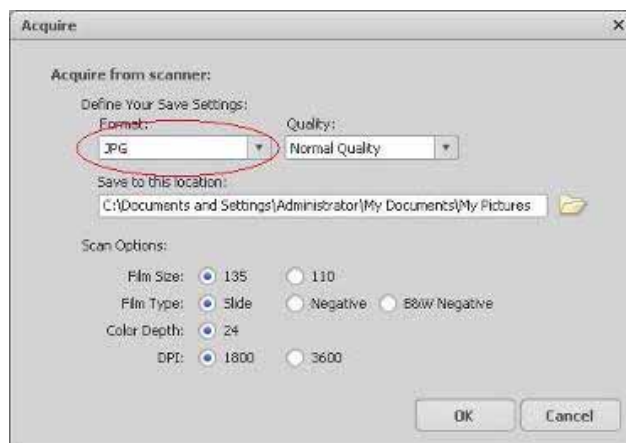 Acquire
Acquire from scanner:
Define Your Save Settings:
Format: Quality:
JPG Normal Quality
Save to this location:
C:\Documents and Settings\Administrator\My Documents\My Pictures
Scan Options:
Film Size: 135 110
Film Type: Slide Negative B&W Negative
Color Depth: 24
DPI: 1800 3600
OK Cancel